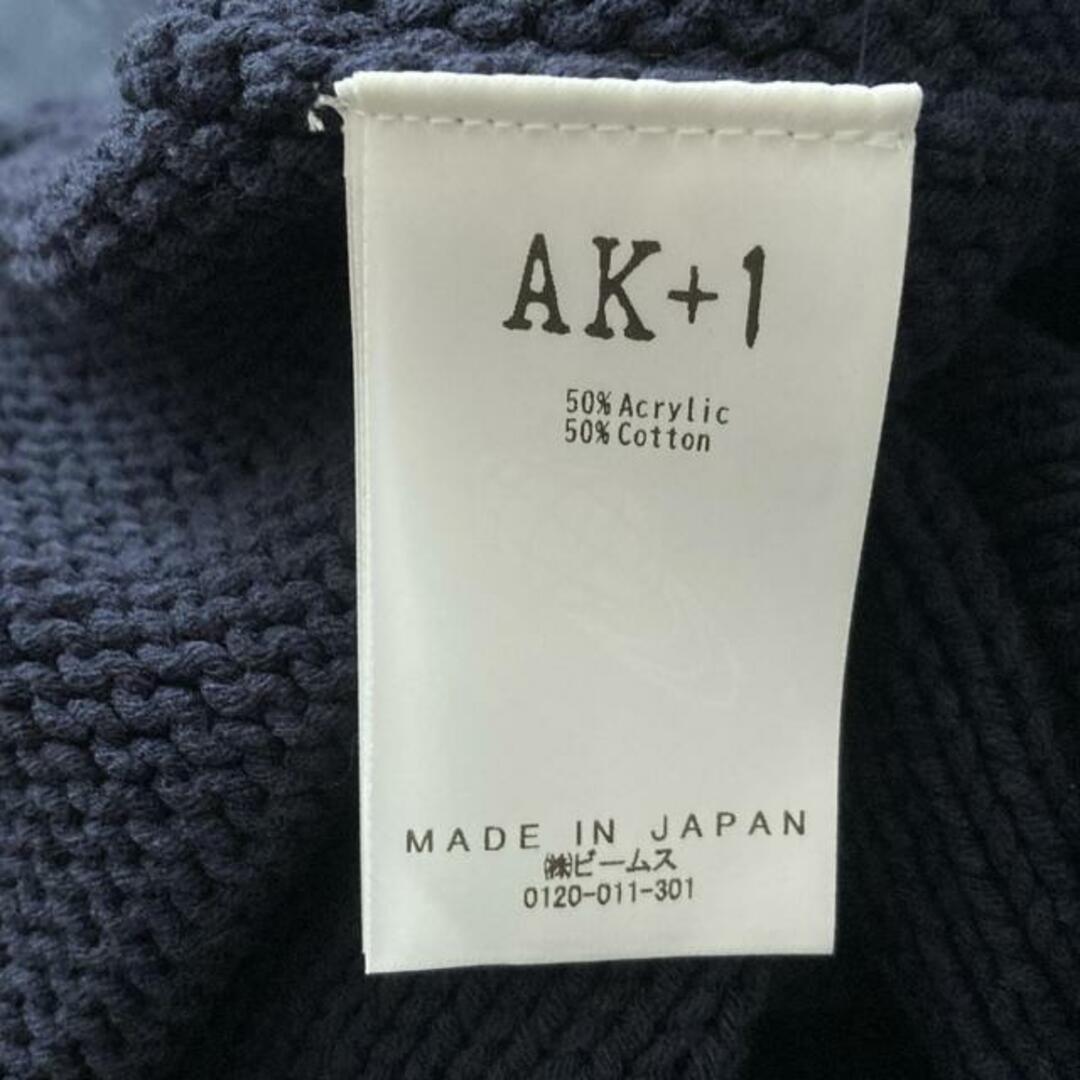 AK+1
50% Acrylic
50% Cotton
MADE IN JAPAN
㈱ビームス
0120-011-301